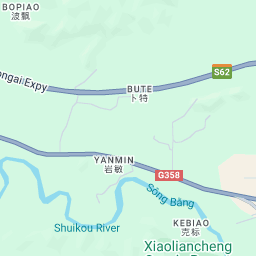 BOPIAO
波飘
ongai Expy
S62
BUTE
卜特
YANMIN
岩敏
G358
Sông Bằng
Shuikou River
KEBIAO
克标
Xiaoliancheng